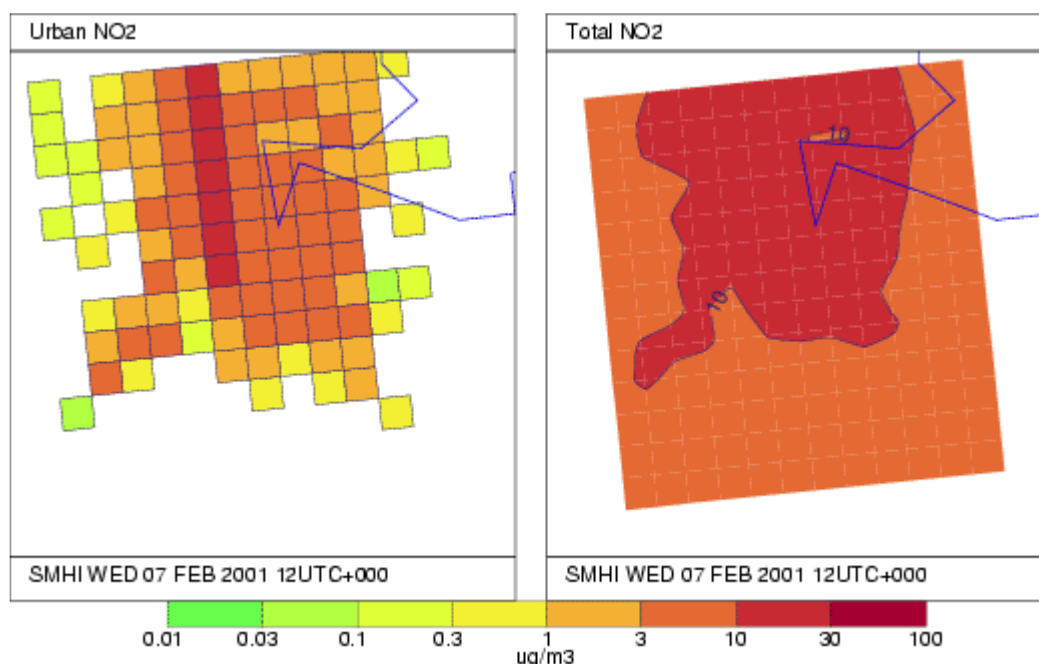 Urban NO2
Total NO2
10
10
SMHI WED 07 FEB 2001 12UTC+000
SMHI WED 07 FEB 2001 12UTC+000
0.01 0.03 0.1 0.3 1 3 10 30 100
ug/m3